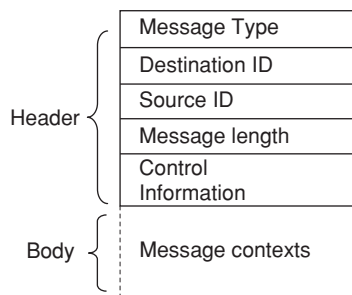 Message Type
Destination ID
Source ID
Header
Message length
Control
Information
Body
Message contexts